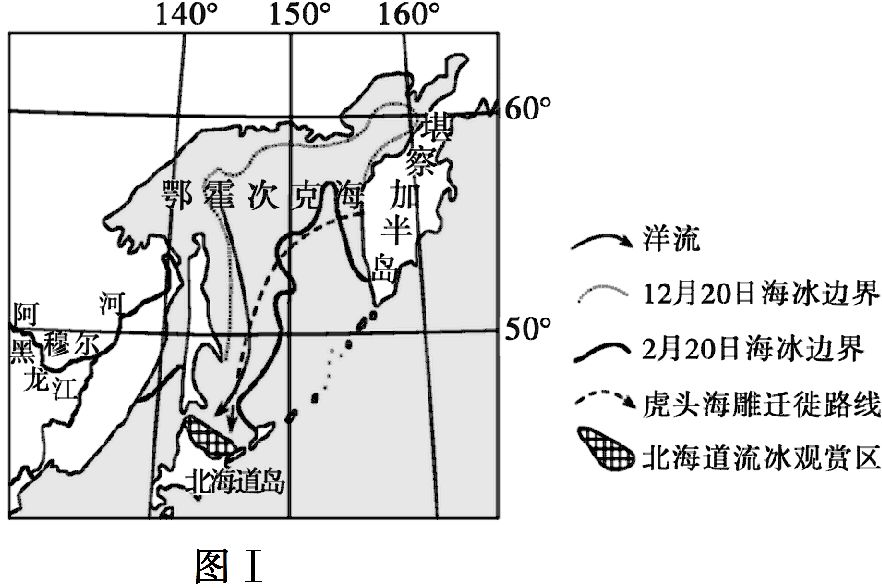 140° 150° 160°
60°
堪察加半岛
鄂霍次克海
50°
阿穆尔河
黑龙江
北海道岛
洋流
12月20日海冰边界
2月20日海冰边界
虎头海雕迁徙路线
北海道流冰观赏区
图Ⅰ